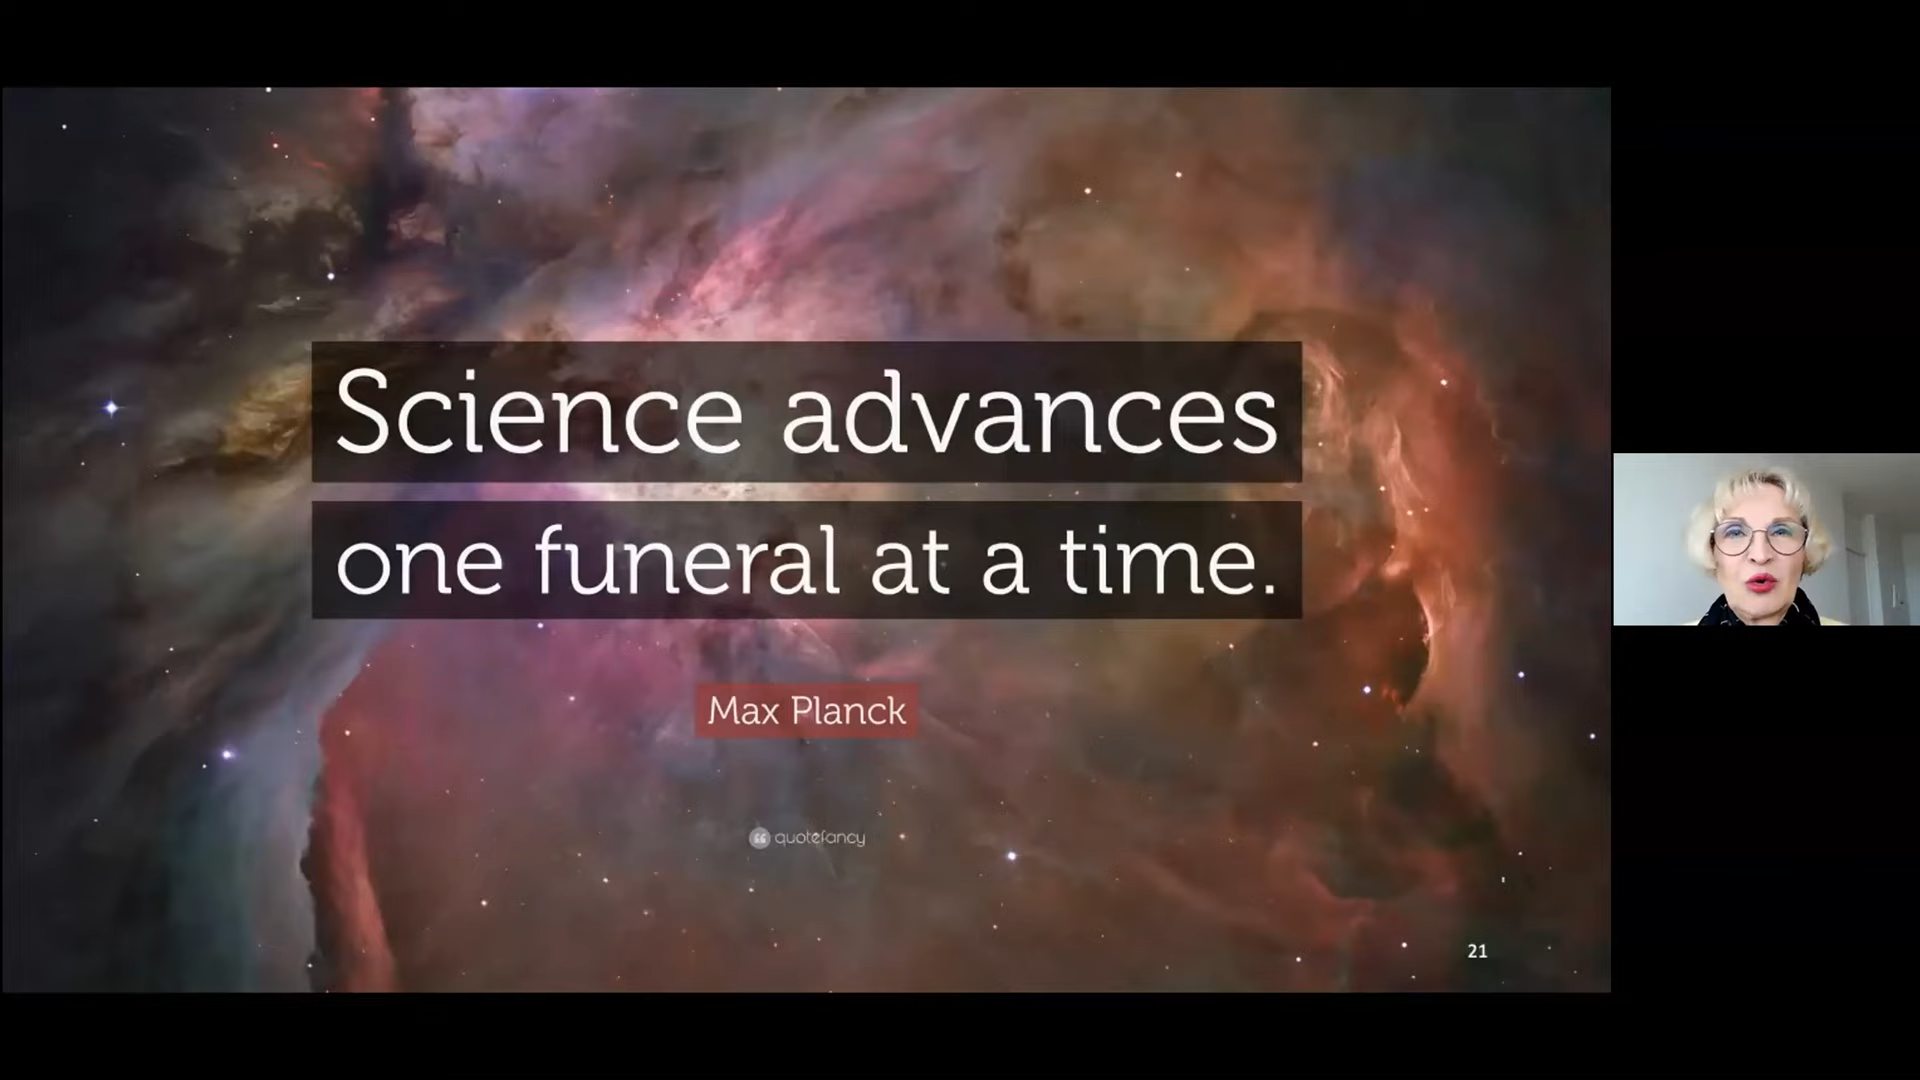 Science advances
one funeral at a time.
Max Planck
quotefancy
21